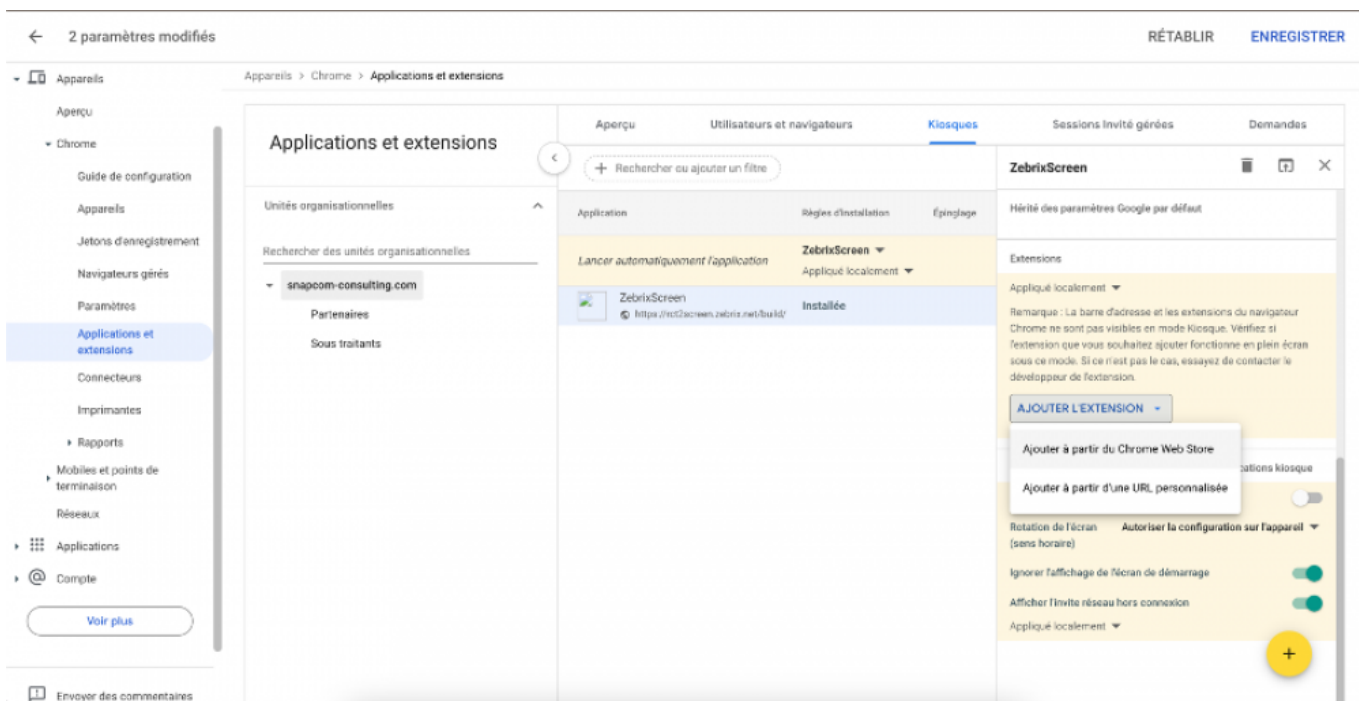 2 paramètres modifiés
RÉTABLIR
ENREGISTRER
Appareils
Aperçu
Chrome
Guide de configuration
Appareils
Jetons d'enregistrement
Navigateurs gérés
Paramètres
Applications et
extensions
Connecteurs
Imprimantes
Rapports
Mobiles et points de
terminaison
Réseaux
Applications
Compte
Voir plus
Envoyer des commentaires
Appareils > Chrome > Applications et extensions
Applications et extensions
Unités organisationnelles
Rechercher des unités organisationnelles
snapcom-consulting.com
Partenaires
Sous traitants
Aperçu
Utilisateurs et navigateurs
Kiosques
Sessions Invité gérées
Demandes
+ Rechercher ou ajouter un filtre
Application
Règles d'installation
Épinglage
Lancer automatiquement l'application
ZebrixScreen
Appliqué localement
ZebrixScreen
https://rct2screen.zebrix.net/build/
Installée
ZebrixScreen
Hérité des paramètres Google par défaut
Extensions
Appliqué localement
Remarque : La barre d'adresse et les extensions du navigateur
Chrome ne sont pas visibles en mode Kiosque. Vérifiez si
l'extension que vous souhaitez ajouter fonctionne en plein écran
sous ce mode. Si ce n'est pas le cas, essayez de contacter le
développeur de l'extension.
AJOUTER L'EXTENSION
Ajouter à partir du Chrome Web Store
Ajouter à partir d'une URL personnalisée
kiosque
Rotation de l'écran
(sens horaire)
Autoriser la configuration sur l'appareil
Ignorer l'affichage de l'écran de démarrage
Afficher l'invite réseau hors connexion
Appliqué localement
+